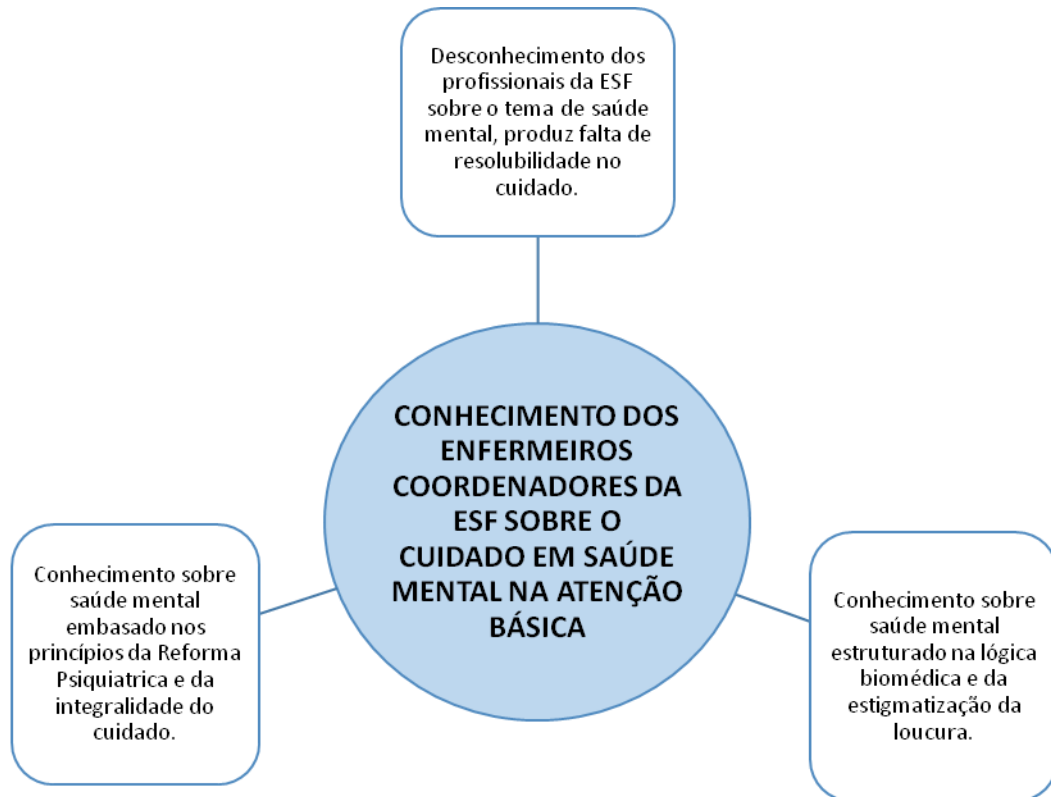 Desconhecimento dos
profissionais da ESF
sobre o tema de saúde
mental, produz falta de
resolubilidade no
cuidado.
CONHECIMENTO DOS
ENFERMEIROS
COORDENADORES DA
ESF SOBRE O
CUIDADO EM SAÚDE
MENTAL NA ATENÇÃO
BÁSICA
Conhecimento sobre
saúde mental
embasado nos
princípios da Reforma
Psiquiatrica e da
integralidade do
cuidado.
Conhecimento sobre
saúde mental
estruturado na lógica
biomédica e da
estigmatização da
loucura.